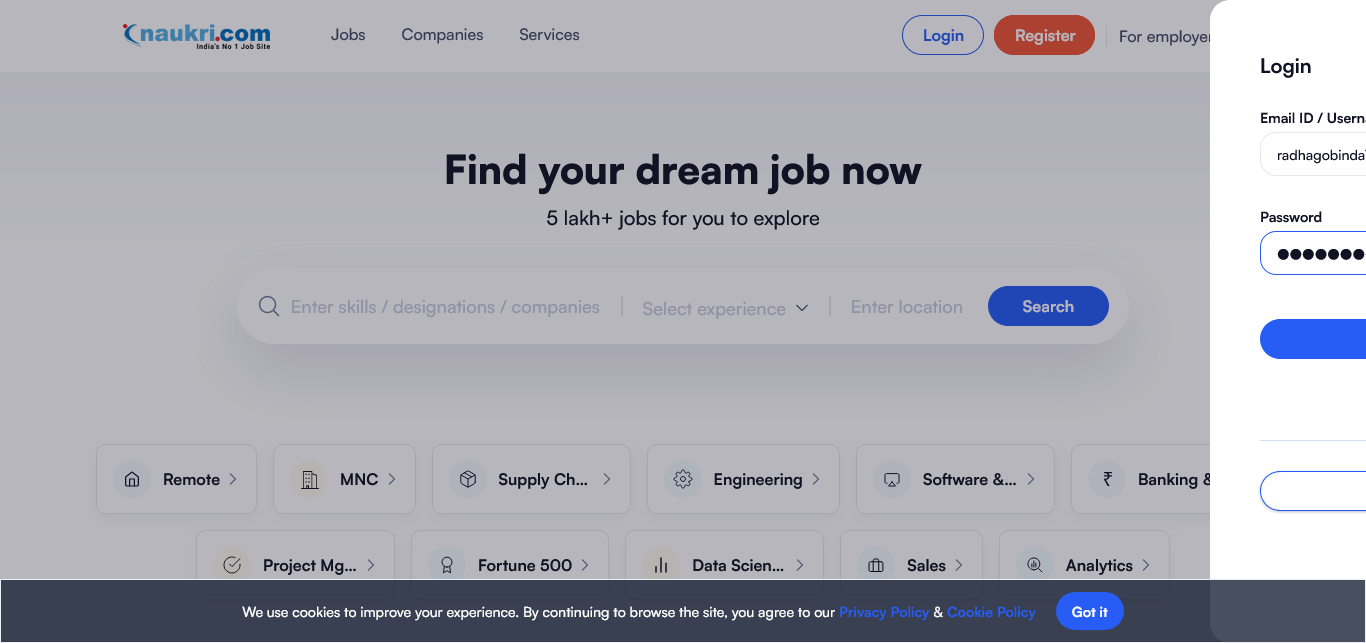 naukri.com
India's No 1 Job Site
Jobs
Companies
Services
Login
Register
For employer
Find your dream job now
5 lakh+ jobs for you to explore
Enter skills / designations / companies
Select experience
Enter location
Search
Remote
MNC
Supply Ch...
Engineering
Software &...
Banking &
Project Mg...
Fortune 500
Data Scien...
Sales
Analytics
Login
Email ID / Userna
radhagobinda
Password
We use cookies to improve your experience. By continuing to browse the site, you agree to our Privacy Policy & Cookie Policy
Got it